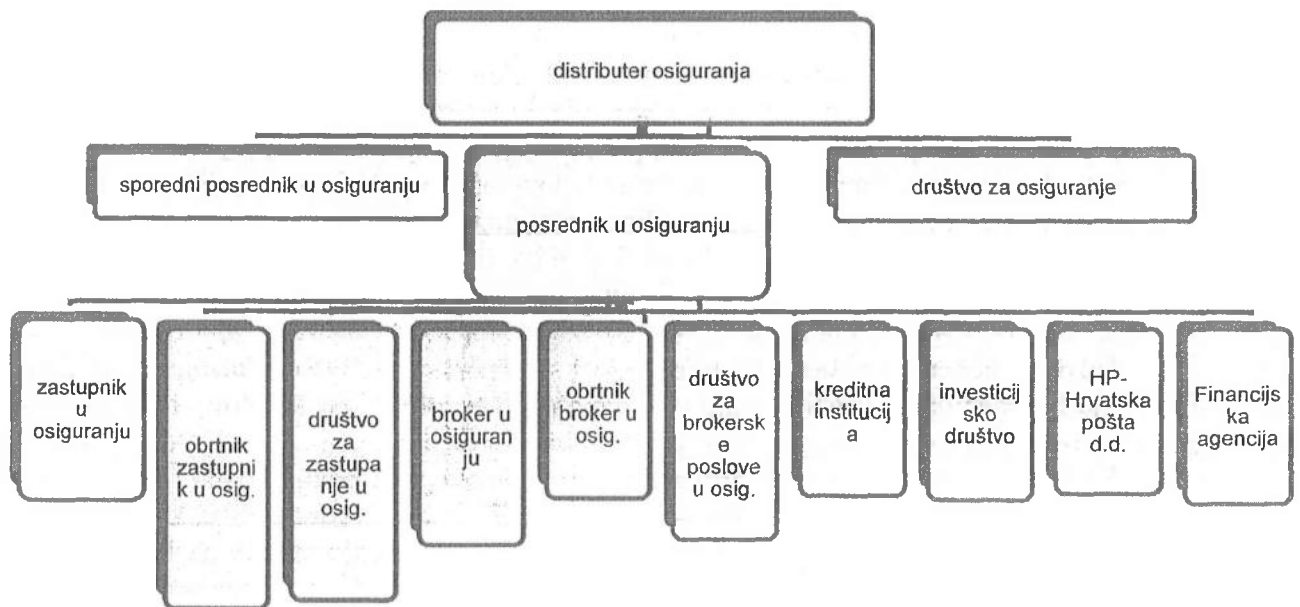 distributer osiguranja
sporedni posrednik u osiguranju
posrednik u osiguranju
društvo za osiguranje
zastupnik
u
osiguranju
obrtnik
zastupni
k u osig.
društvo
za
zastupa
nje u
osig.
broker u
osiguran
ju
obrtnik
broker u
osig.
društvo
za
brokersk
e
poslove
u osig.
kreditna
institucij
a
investicij
sko
društvo
HP-
Hrvatska
pošta
d.d.
Financijs
ka
agencija